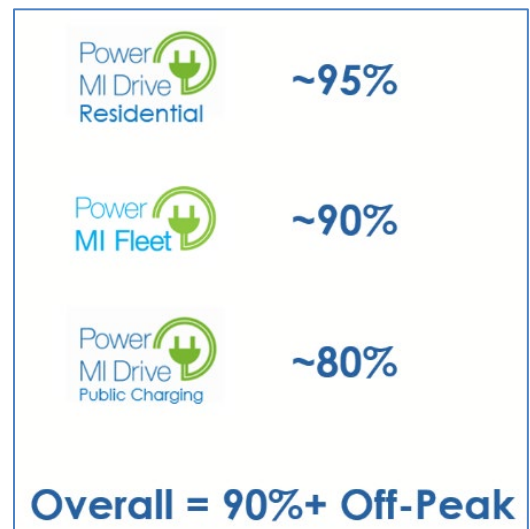 Power
MI Drive
Residential
~95%
Power
MI Fleet
~90%
Power
MI Drive
Public Charging
~80%
Overall = 90%+ Off-Peak